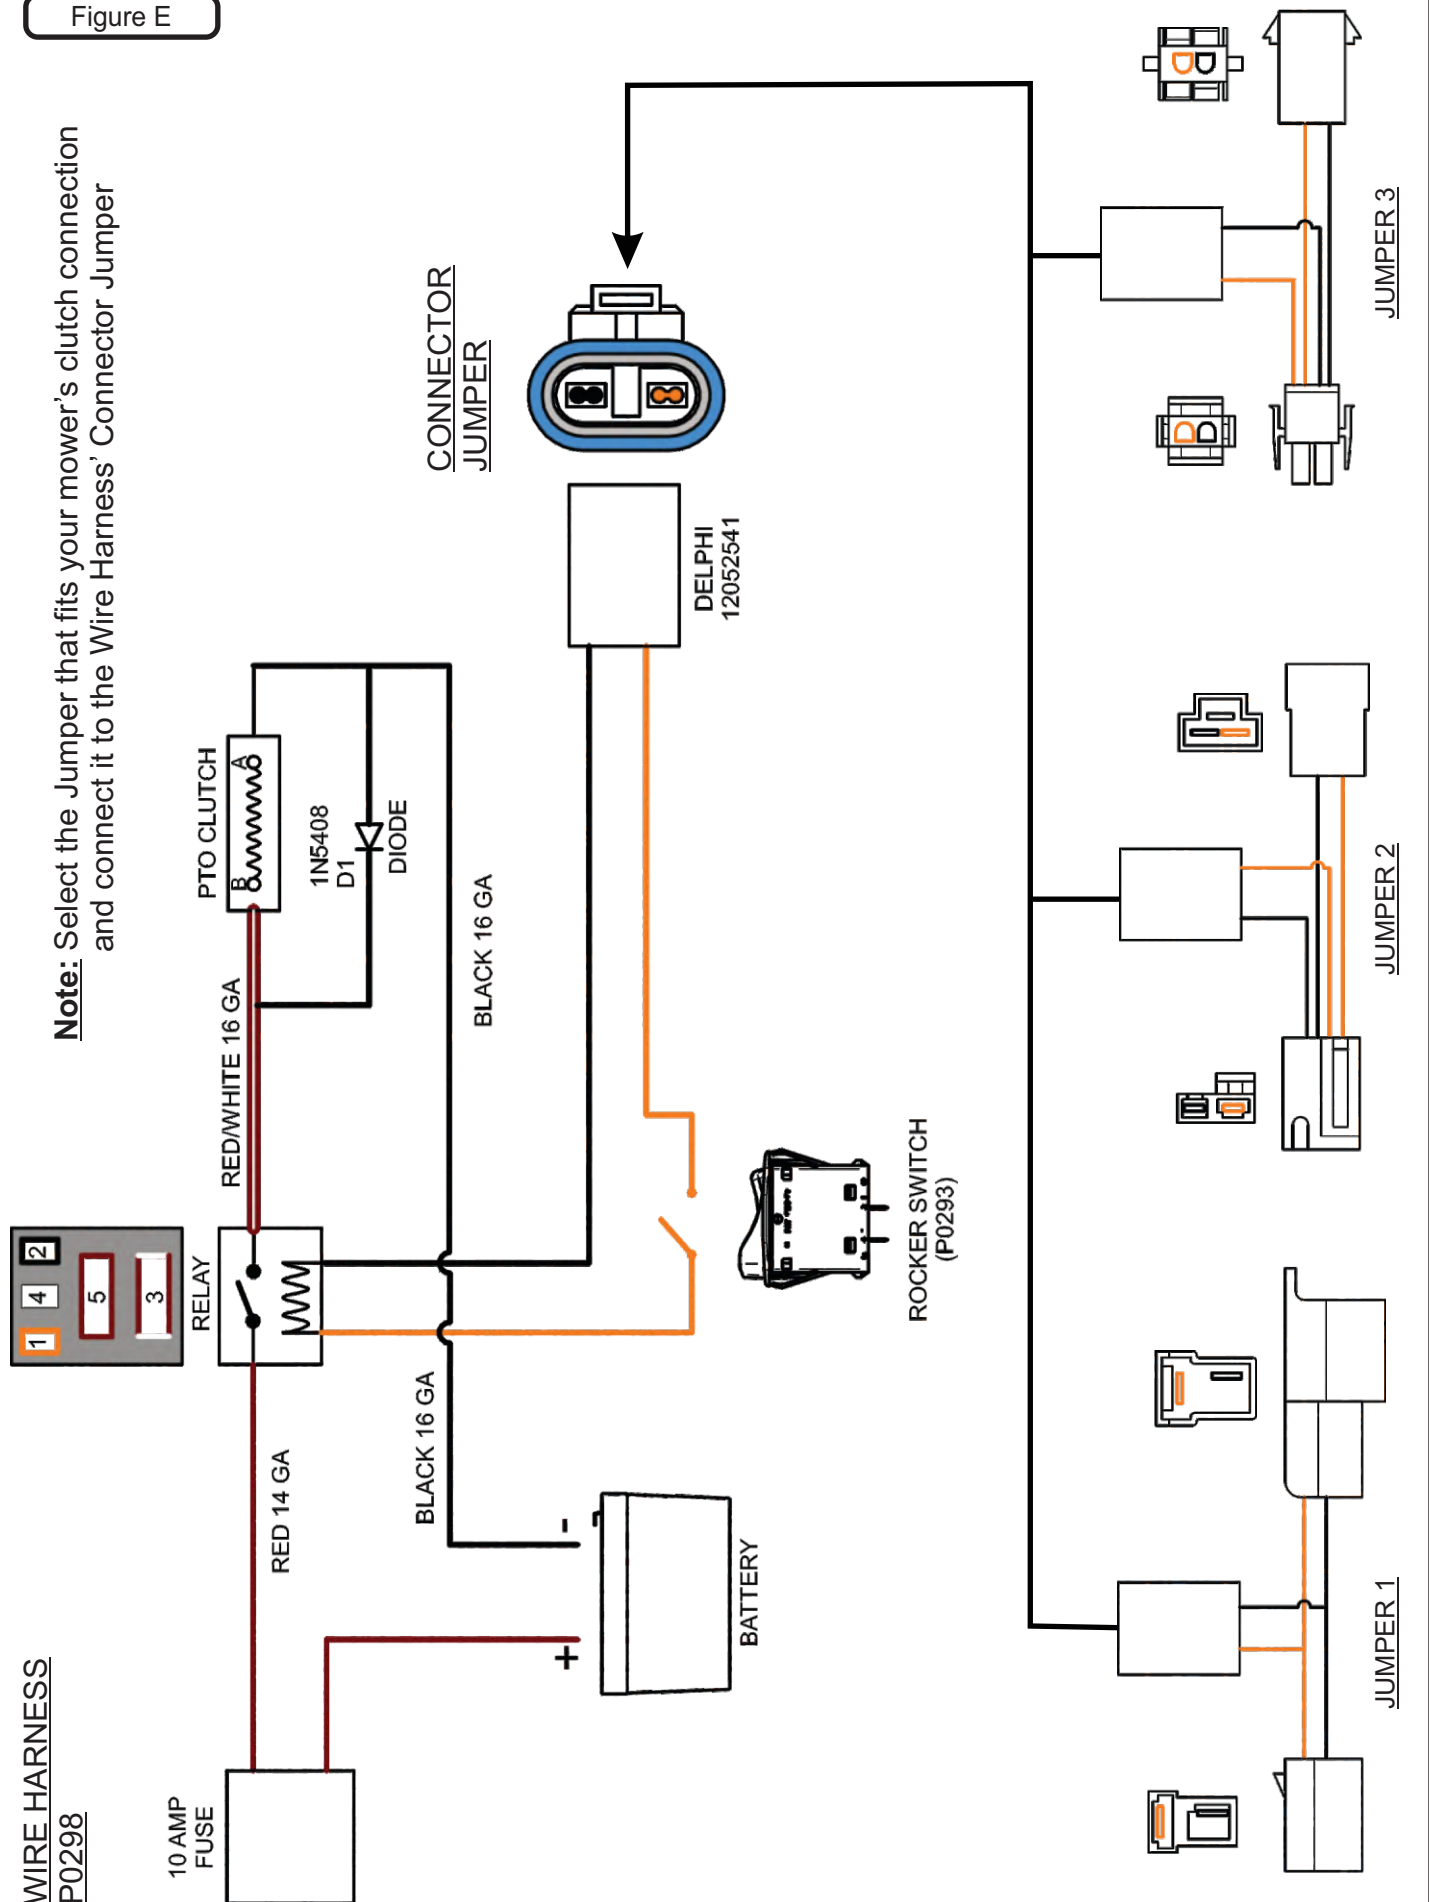 Figure E
WIRE HARNESS
P0298
Note: Select the Jumper that fits your mower's clutch connection
and connect it to the Wire Harness' Connector Jumper
10 AMP
FUSE
RED 14 GA
1
4
2
5
3
RELAY
RED/WHITE 16 GA
PTO CLUTCH
B
A
1N5408
D1
DIODE
BLACK 16 GA
BLACK 16 GA
+
-
BATTERY
ROCKER SWITCH
(P0293)
CONNECTOR
JUMPER
DELPHI
12052541
JUMPER 1
JUMPER 2
JUMPER 3